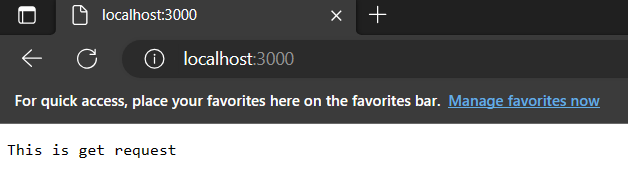 localhost:3000
localhost:3000
For quick access, place your favorites here on the favorites bar. Manage favorites now
This is get request